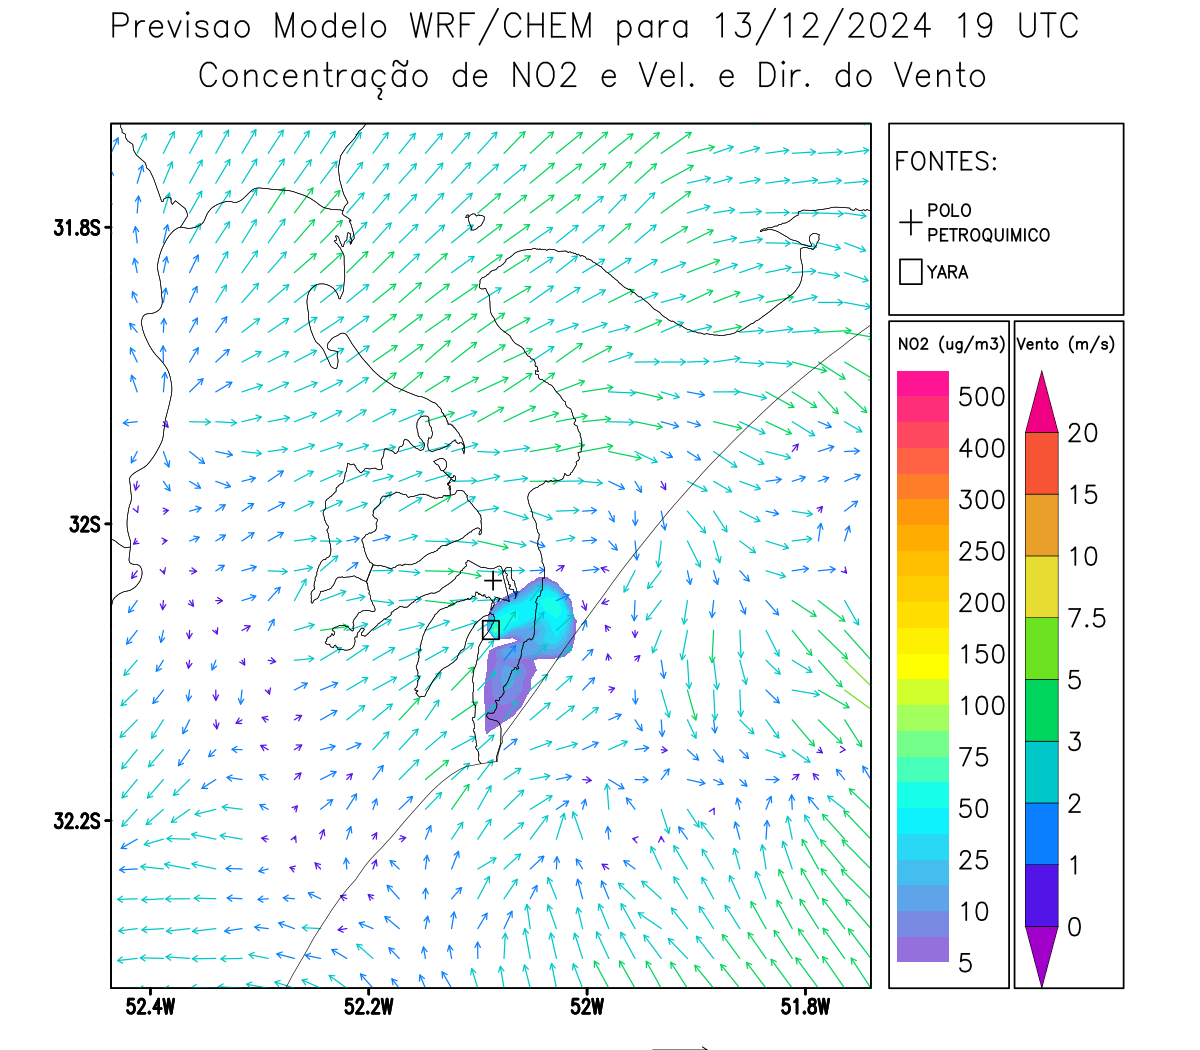 Previsao Modelo WRF/CHEM para 13/12/2024 19 UTC
Concentração de NO2 e Vel. e Dir. do Vento
FONTES:
POLO
PETROQUIMICO
YARA
NO2 (ug/m3)
500
400
300
250
200
150
100
75
50
25
10
5
Vento (m/s)
20
15
10
7.5
5
3
2
1
0
31.8S
32S
32.2S
52.4W
52.2W
52W
51.8W